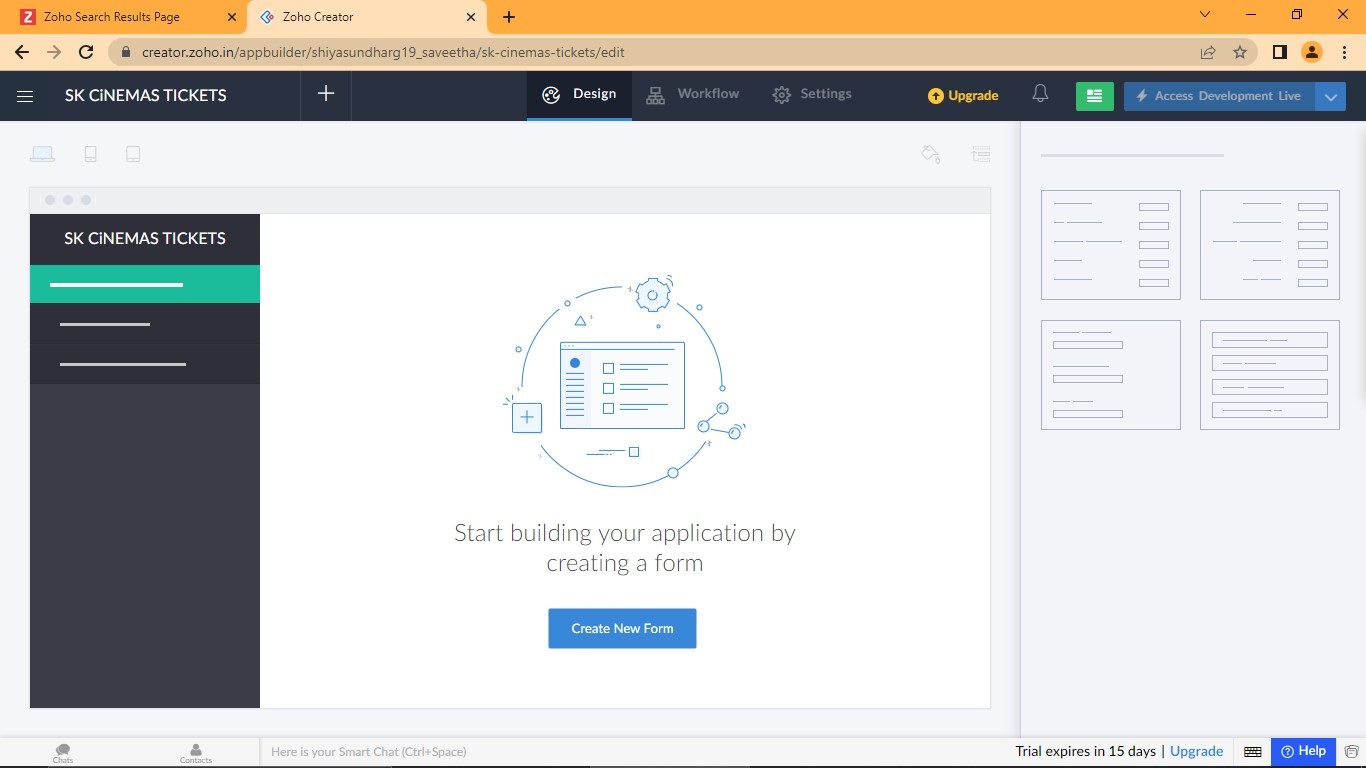 Zoho Search Results Page
Zoho Creator
creator.zoho.in/appbuilder/shiyasundharg19_saveetha/sk-cinemas-tickets/edit
SK CiNEMAS TICKETS
Design
Workflow
Settings
Upgrade
Access Development Live
SK CiNEMAS TICKETS
Start building your application by
creating a form
Create New Form
Chats
Contacts
Here is your Smart Chat (Ctrl+Space)
Trial expires in 15 days | Upgrade
Help